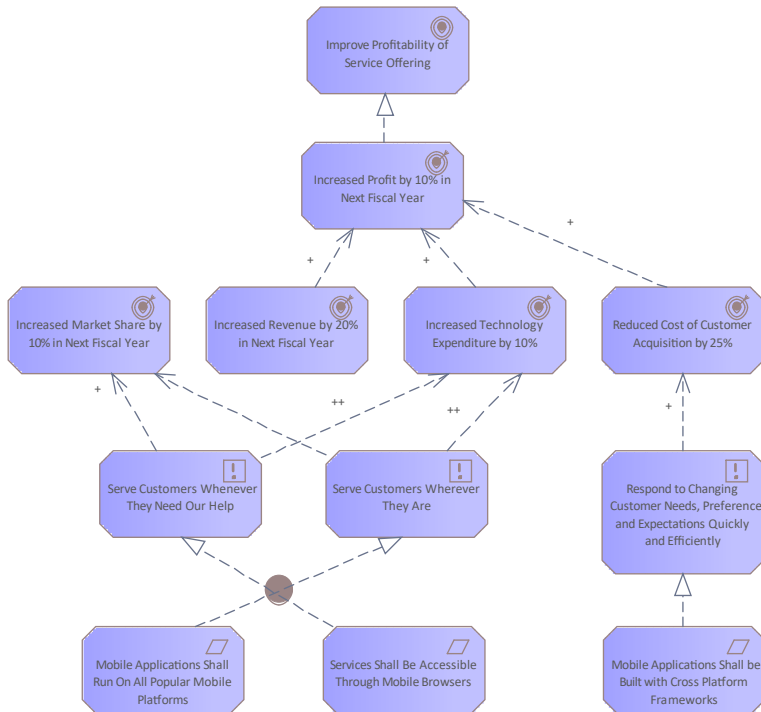 Improve Profitability of
Service Offering
Increased Profit by 10% in
Next Fiscal Year
+
+
+
Increased Market Share by
10% in Next Fiscal Year
Increased Revenue by 20%
in Next Fiscal Year
Increased Technology
Expenditure by 10%
Reduced Cost of Customer
Acquisition by 25%
+
++
++
+
Serve Customers Whenever
They Need Our Help
Serve Customers Wherever
They Are
Respond to Changing
Customer Needs, Preference
and Expectations Quickly
and Efficiently
Mobile Applications Shall
Run On All Popular Mobile
Platforms
Services Shall Be Accessible
Through Mobile Browsers
Mobile Applications Shall be
Built with Cross Platform
Frameworks